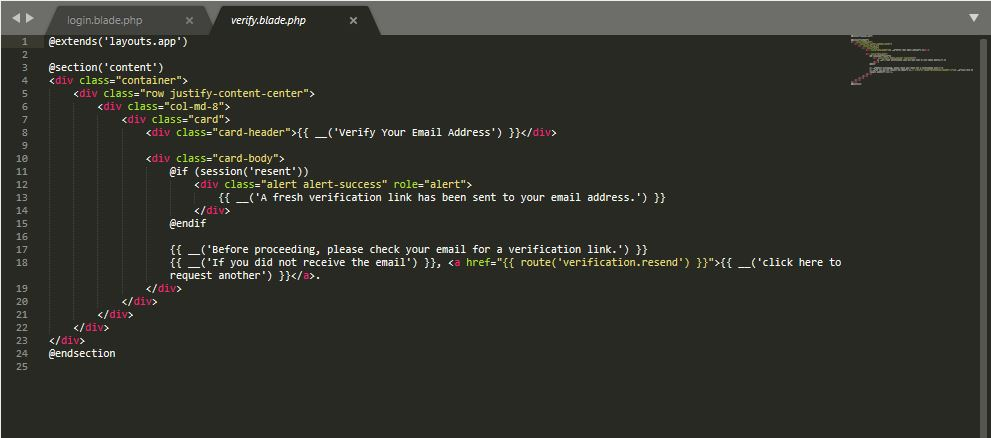 login.blade.php
verify.blade.php
1 @extends('layouts.app')
2
3 @section('content')
4 <div class="container">
5     <div class="row justify-content-center">
6         <div class="col-md-8">
7             <div class="card">
8                 <div class="card-header">{{ __('Verify Your Email Address') }}</div>
9
10                 <div class="card-body">
11                     @if (session('resent'))
12                         <div class="alert alert-success" role="alert">
13                             {{ __('A fresh verification link has been sent to your email address.') }}
14                         </div>
15                     @endif
16
17                     {{ __('Before proceeding, please check your email for a verification link.') }}
18                     {{ __('If you did not receive the email') }}, <a href="{{ route('verification.resend') }}">{{ __('click here to
                    request another') }}</a>.
19                 </div>
20             </div>
21         </div>
22     </div>
23 </div>
24 @endsection
25